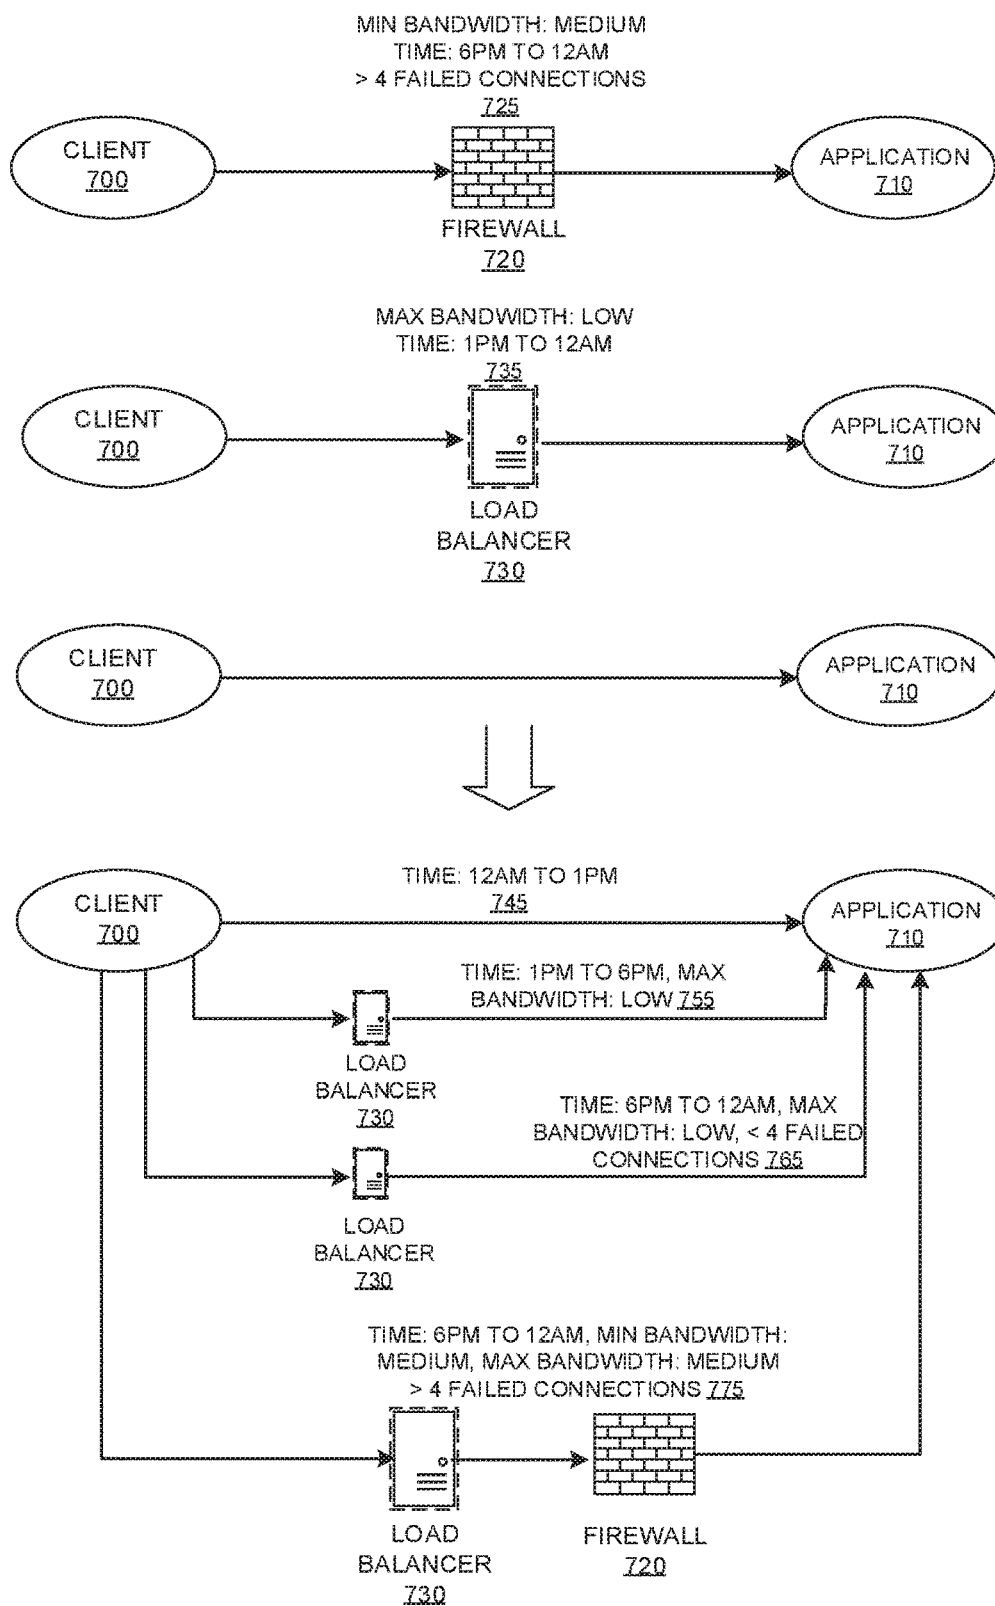 MIN BANDWIDTH: MEDIUM
TIME: 6PM TO 12AM
> 4 FAILED CONNECTIONS
725
CLIENT
700
APPLICATION
710
FIREWALL
720
MAX BANDWIDTH: LOW
TIME: 1PM TO 12AM
735
CLIENT
700
APPLICATION
710
LOAD
BALANCER
730
CLIENT
700
APPLICATION
710
TIME: 12AM TO 1PM
745
CLIENT
700
APPLICATION
710
TIME: 1PM TO 6PM, MAX
BANDWIDTH: LOW 755
LOAD
BALANCER
730
TIME: 6PM TO 12AM, MAX
BANDWIDTH: LOW, < 4 FAILED
CONNECTIONS 765
LOAD
BALANCER
730
TIME: 6PM TO 12AM, MIN BANDWIDTH:
MEDIUM, MAX BANDWIDTH: MEDIUM
> 4 FAILED CONNECTIONS 775
LOAD
BALANCER
730
FIREWALL
720